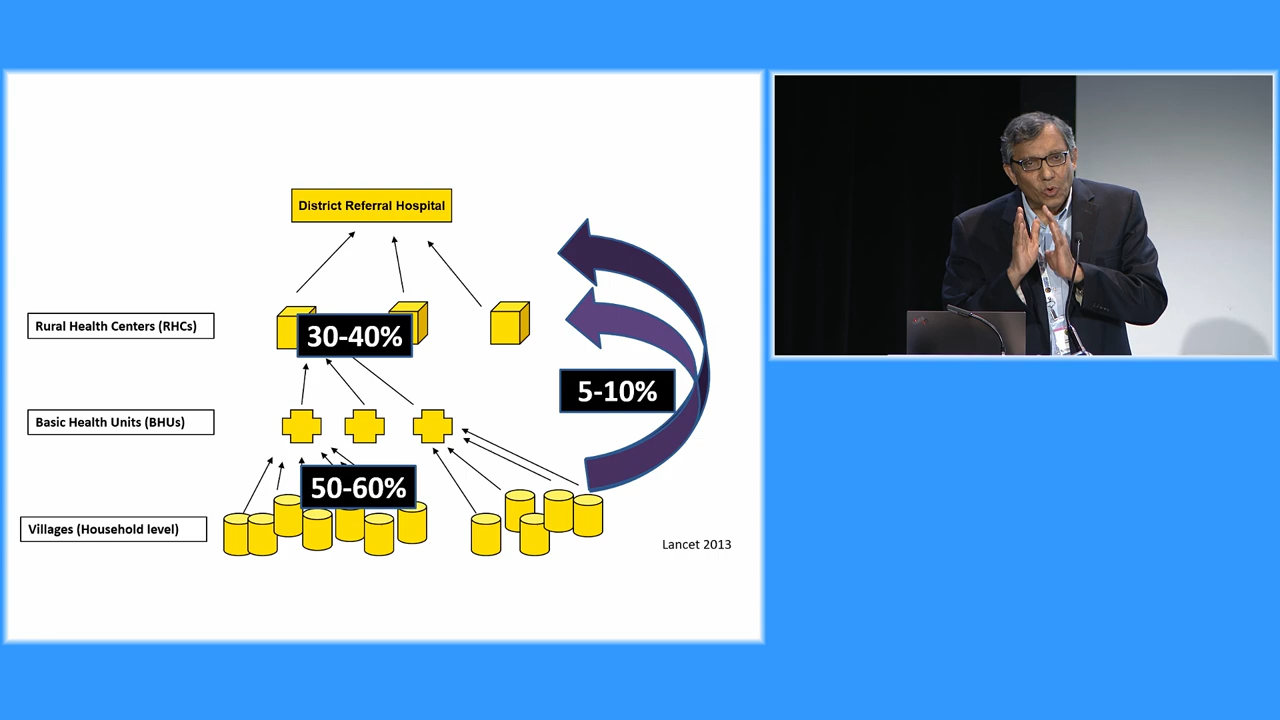 District Referral Hospital
Rural Health Centers (RHCs)
30-40%
5-10%
Basic Health Units (BHUs)
50-60%
Villages (Household level)
Lancet 2013